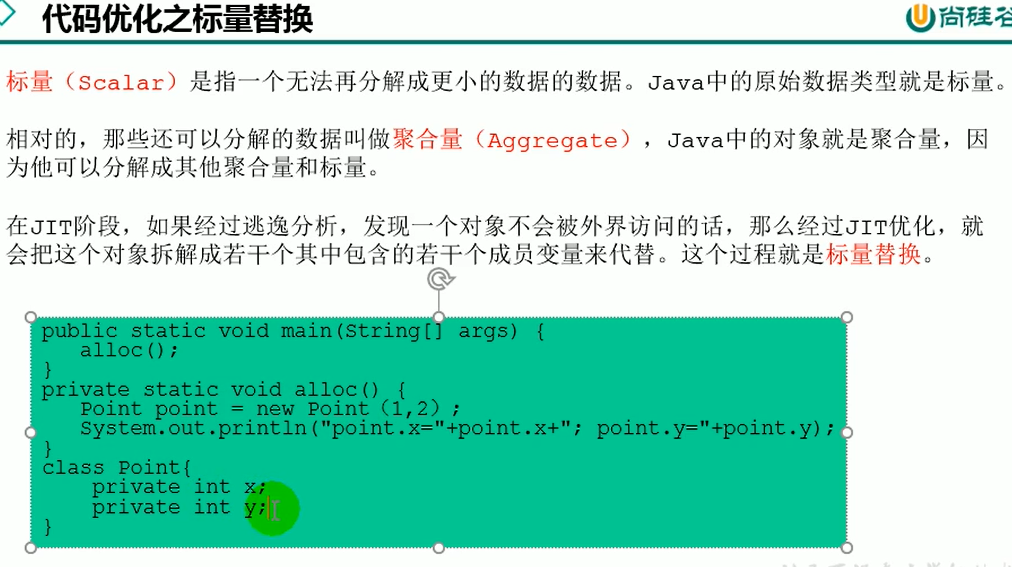 代码优化之标量替换
尚硅谷
标量（Scalar）是指一个无法再分解成更小的数据的数据。Java中的原始数据类型就是标量。
相对的，那些还可以分解的数据叫做聚合量（Aggregate），Java中的对象就是聚合量，因
为他可以分解成其他聚合量和标量。
在JIT阶段，如果经过逃逸分析，发现一个对象不会被外界访问的话，那么经过JIT优化，就
会把这个对象拆解成若干个其中包含的若干个成员变量来代替。这个过程就是标量替换。
public static void main(String[] args) {
alloc();
}
private static void alloc() {
Point point = new Point（1,2）;
System.out.println("point.x="+point.x+"; point.y="+point.y);
}
class Point{
private int x;
private int y;
}